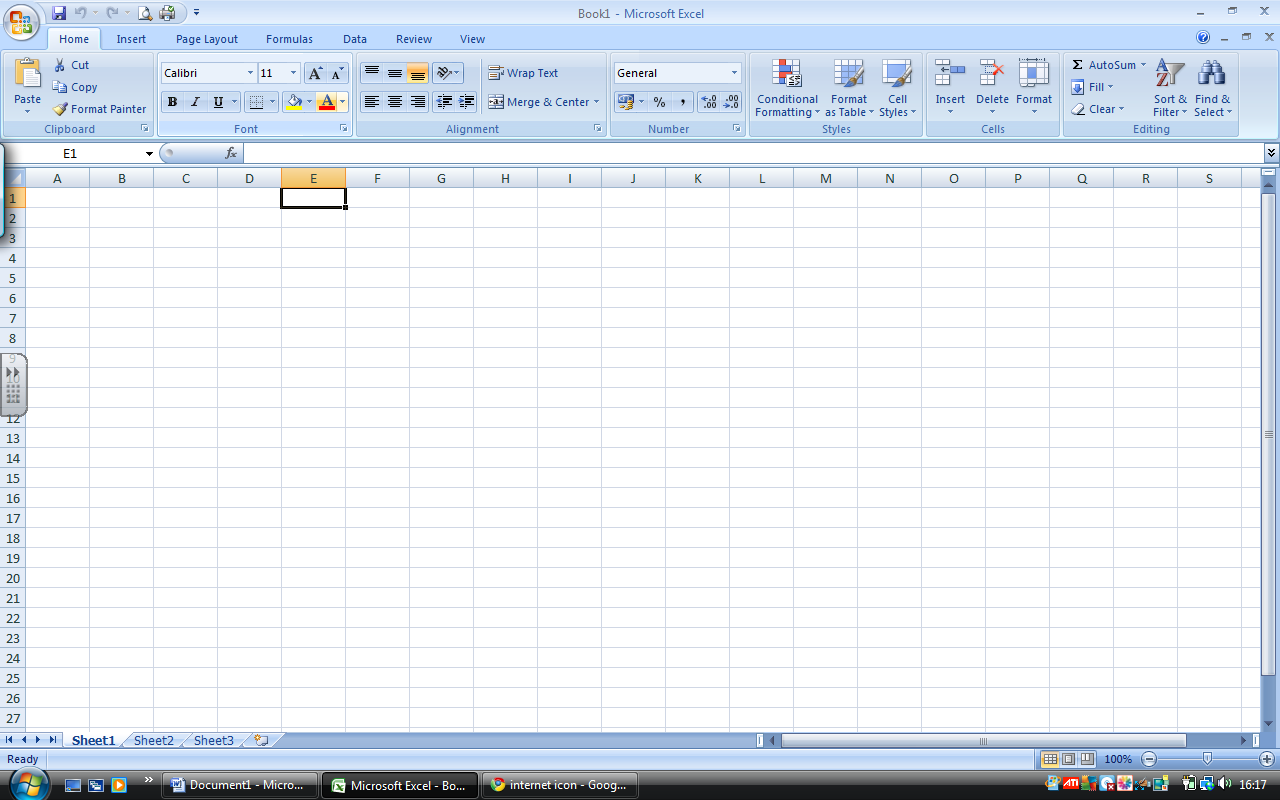 Book1 - Microsoft Excel
Home Insert Page Layout Formulas Data Review View
Paste
Cut
Copy
Format Painter
Clipboard
Calibri 11
B I U
Font
Wrap Text
Merge & Center
Alignment
General
% ,
Number
Conditional Formatting
Format as Table
Cell Styles
Styles
Insert Delete Format
Cells
Σ AutoSum
Fill
Clear
Sort & Filter
Find & Select
Editing
E1 fx
A B C D E F G H I J K L M N O P Q R S
1
2
3
4
5
6
7
8
9
10
12
13
14
15
16
17
18
19
20
21
22
23
24
25
26
27
Sheet1 Sheet2 Sheet3
Ready 100%
Document1 - Micro... Microsoft Excel - Bo... internet icon - Goog... ATI 16:17